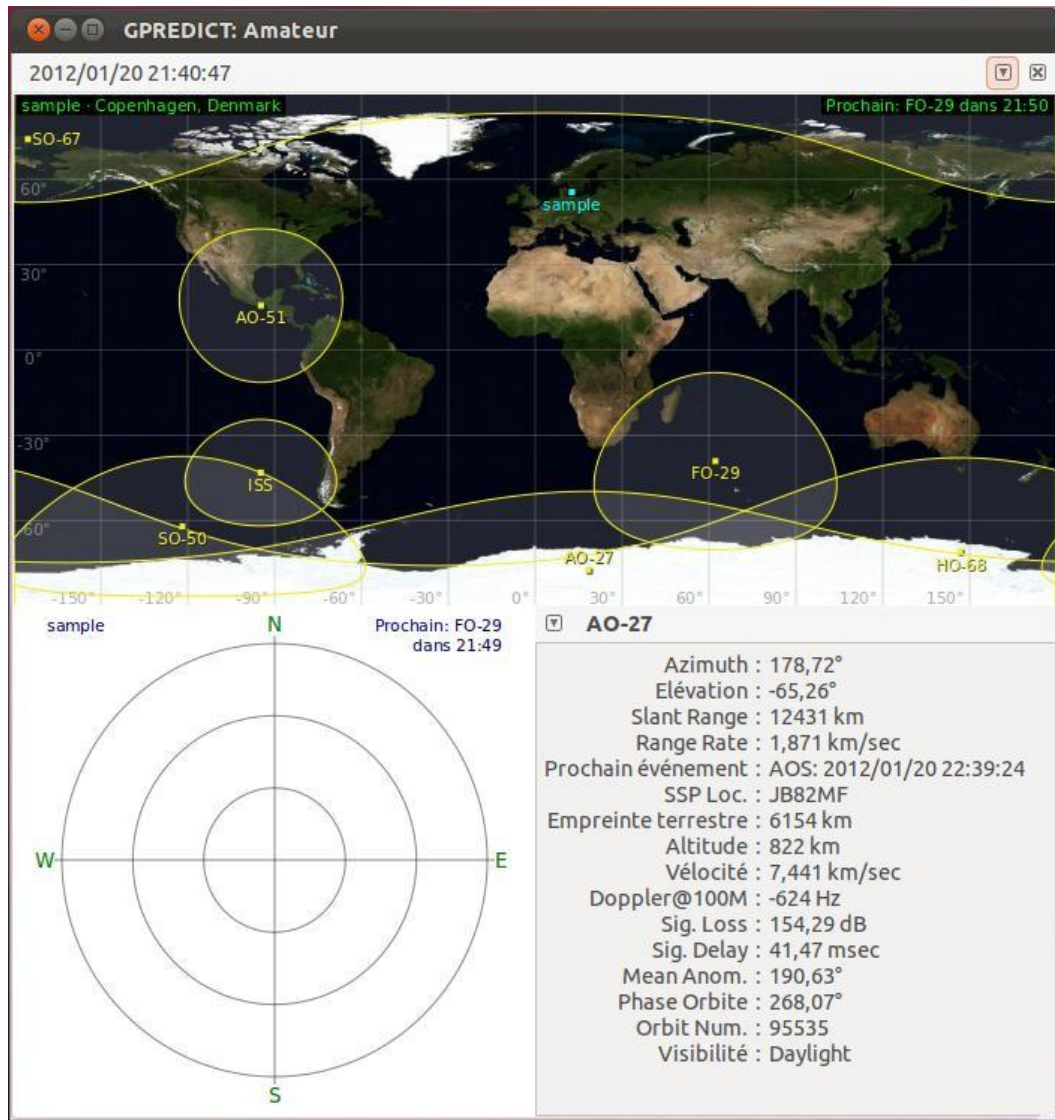 GPREDICT: Amateur
2012/01/20 21:40:47
sample · Copenhagen, Denmark
Prochain: FO-29 dans 21:50
SO-67
60°
sample
30°
AO-51
0°
-30°
ISS
FO-29
-60°
SO-50
AO-27
HO-68
-150° -120° -90° -60° -30° 0° 30° 60° 90° 120° 150°
sample
N
Prochain: FO-29
dans 21:49
W
E
S
AO-27
Azimuth : 178,72°
Elévation : -65,26°
Slant Range : 12431 km
Range Rate : 1,871 km/sec
Prochain événement : AOS: 2012/01/20 22:39:24
SSP Loc. : JB82MF
Empreinte terrestre : 6154 km
Altitude : 822 km
Vélocité : 7,441 km/sec
Doppler@100M : -624 Hz
Sig. Loss : 154,29 dB
Sig. Delay : 41,47 msec
Mean Anom. : 190,63°
Phase Orbite : 268,07°
Orbit Num. : 95535
Visibilité : Daylight